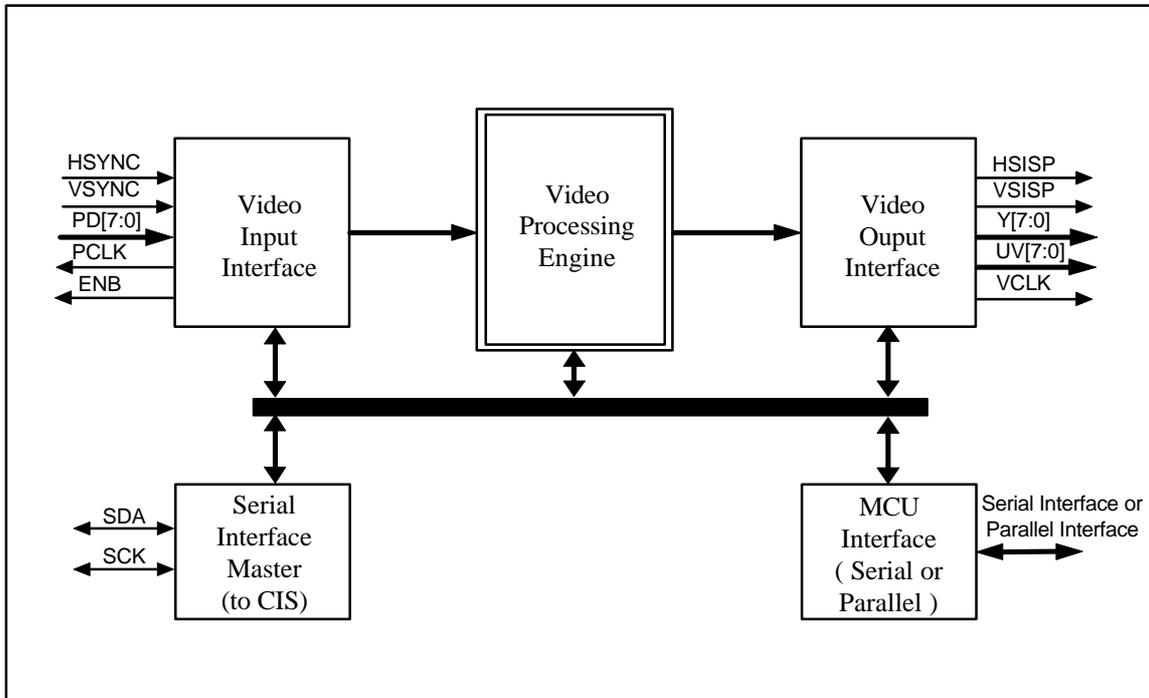 HSYNC
VSYNC
PD[7:0]
PCLK
ENB
Video
Input
Interface
Video
Processing
Engine
Video
Ouput
Interface
HSISP
VSISP
Y[7:0]
UV[7:0]
VCLK
SDA
SCK
Serial
Interface
Master
(to CIS)
MCU
Interface
( Serial or
Parallel )
Serial Interface or
Parallel Interface